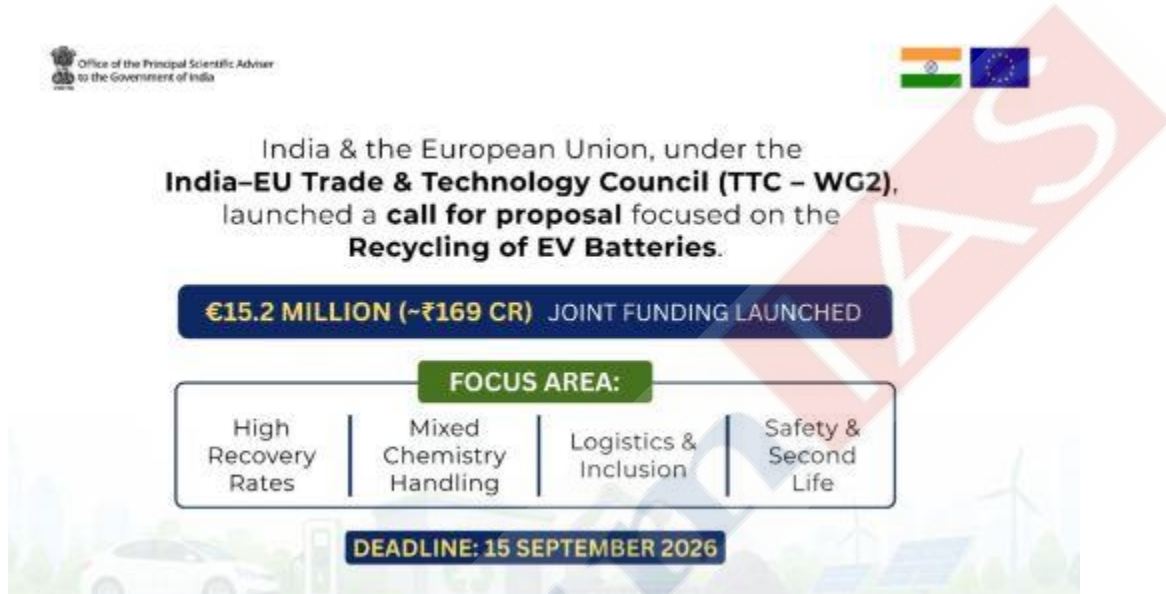 Office of the Principal Scientific Adviser
to the Government of India
India & the European Union, under the
India–EU Trade & Technology Council (TTC – WG2),
launched a call for proposal focused on the
Recycling of EV Batteries.
€15.2 MILLION (~₹169 CR) JOINT FUNDING LAUNCHED
FOCUS AREA:
High
Recovery
Rates
Mixed
Chemistry
Handling
Logistics &
Inclusion
Safety &
Second
Life
DEADLINE: 15 SEPTEMBER 2026
IAS